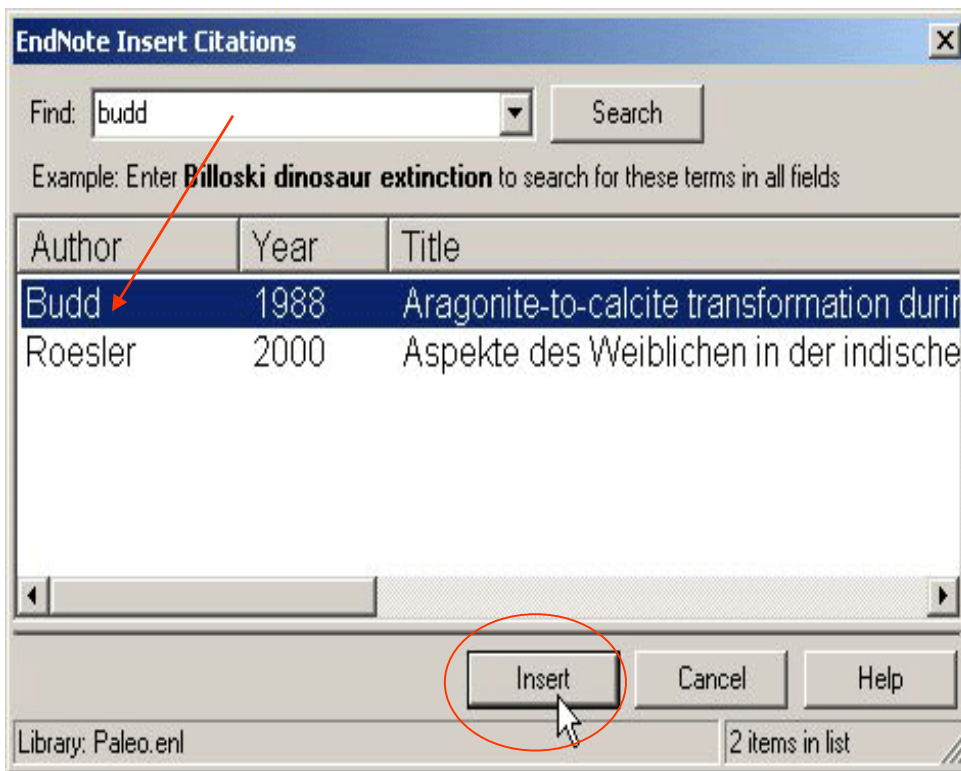 EndNote Insert Citations
Find: budd Search
Example: Enter Billoski dinosaur extinction to search for these terms in all fields
Author Year Title
Budd 1988 Aragonite-to-calcite transformation durin
Roesler 2000 Aspekte des Weiblichen in der indische
Insert Cancel Help
Library: Paleo.enl 2 items in list